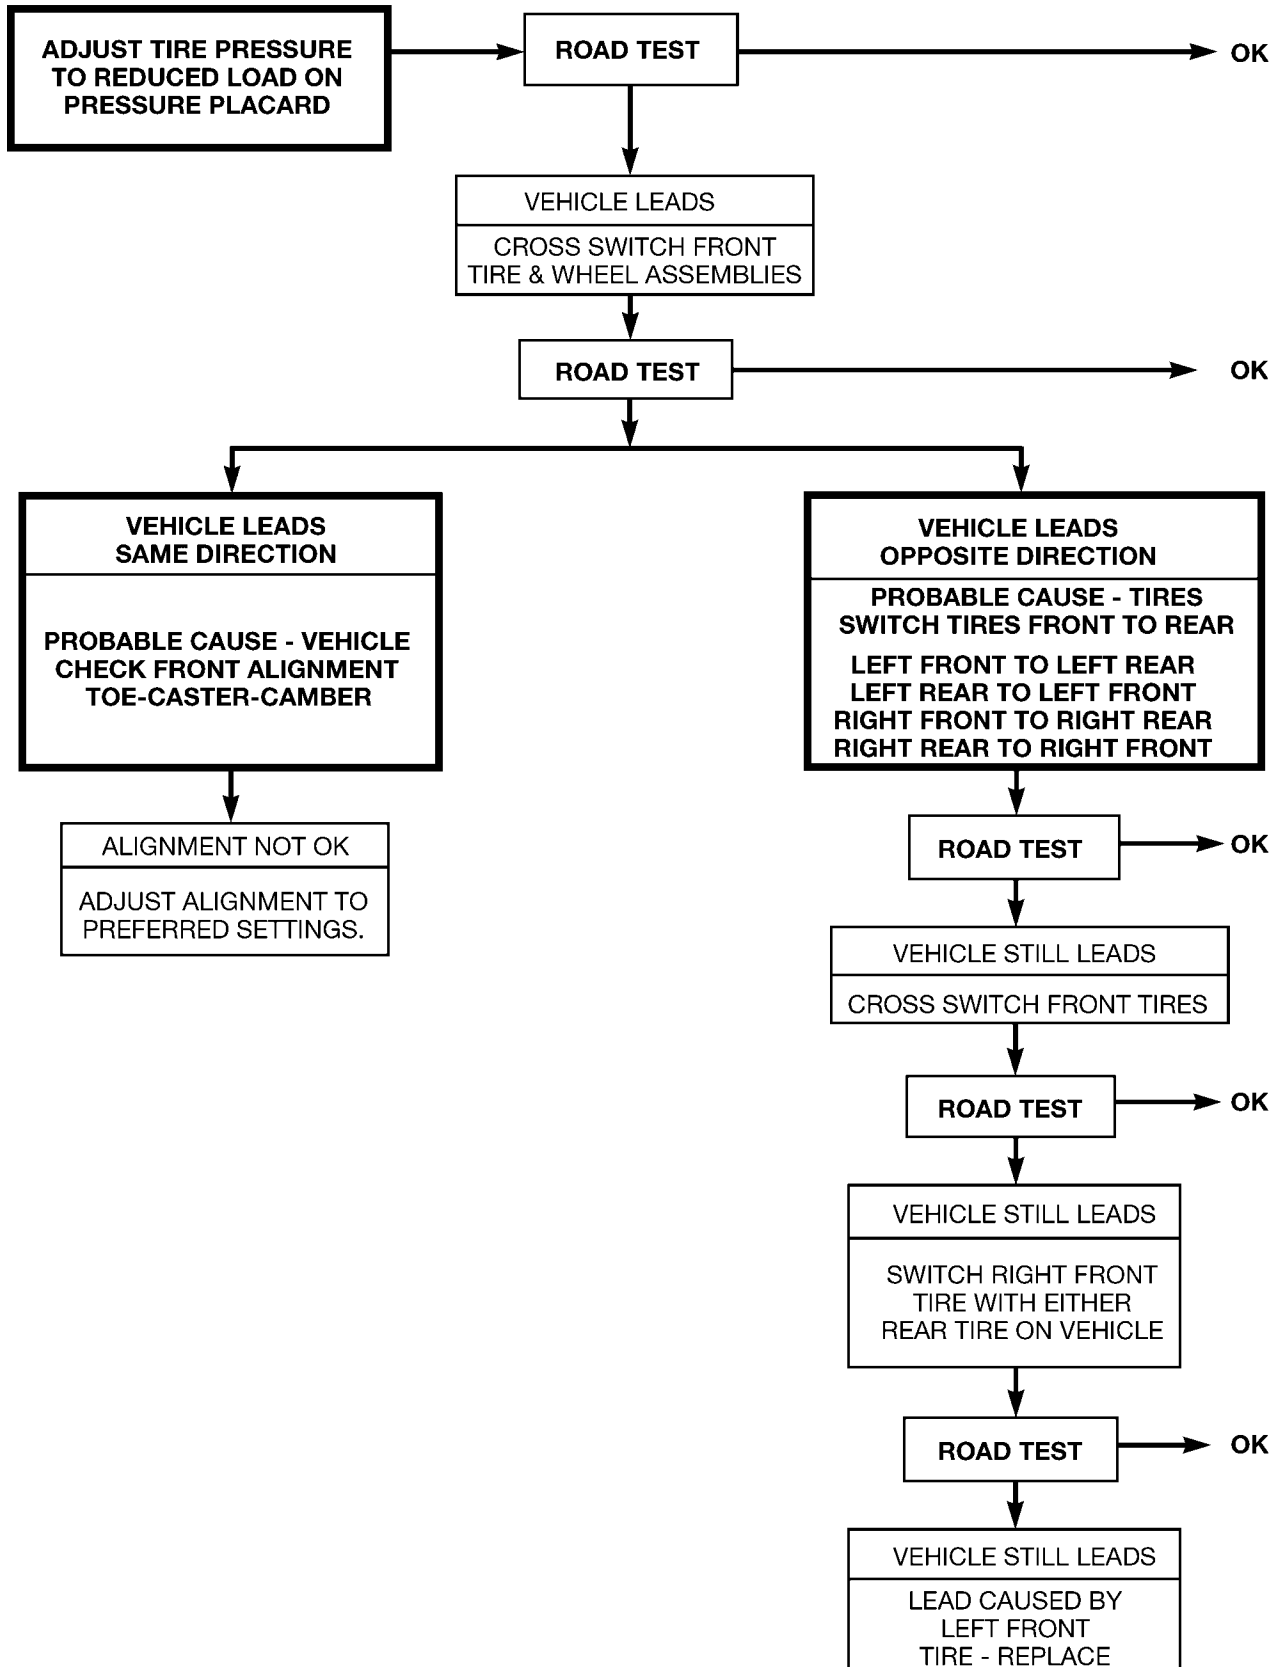 ADJUST TIRE PRESSURE
TO REDUCED LOAD ON
PRESSURE PLACARD
ROAD TEST
OK
VEHICLE LEADS
CROSS SWITCH FRONT
TIRE & WHEEL ASSEMBLIES
ROAD TEST
OK
VEHICLE LEADS
SAME DIRECTION
PROBABLE CAUSE - VEHICLE
CHECK FRONT ALIGNMENT
TOE-CASTER-CAMBER
ALIGNMENT NOT OK
ADJUST ALIGNMENT TO
PREFERRED SETTINGS.
VEHICLE LEADS
OPPOSITE DIRECTION
PROBABLE CAUSE - TIRES
SWITCH TIRES FRONT TO REAR
LEFT FRONT TO LEFT REAR
LEFT REAR TO LEFT FRONT
RIGHT FRONT TO RIGHT REAR
RIGHT REAR TO RIGHT FRONT
ROAD TEST
OK
VEHICLE STILL LEADS
CROSS SWITCH FRONT TIRES
ROAD TEST
OK
VEHICLE STILL LEADS
SWITCH RIGHT FRONT
TIRE WITH EITHER
REAR TIRE ON VEHICLE
ROAD TEST
OK
VEHICLE STILL LEADS
LEAD CAUSED BY
LEFT FRONT
TIRE - REPLACE